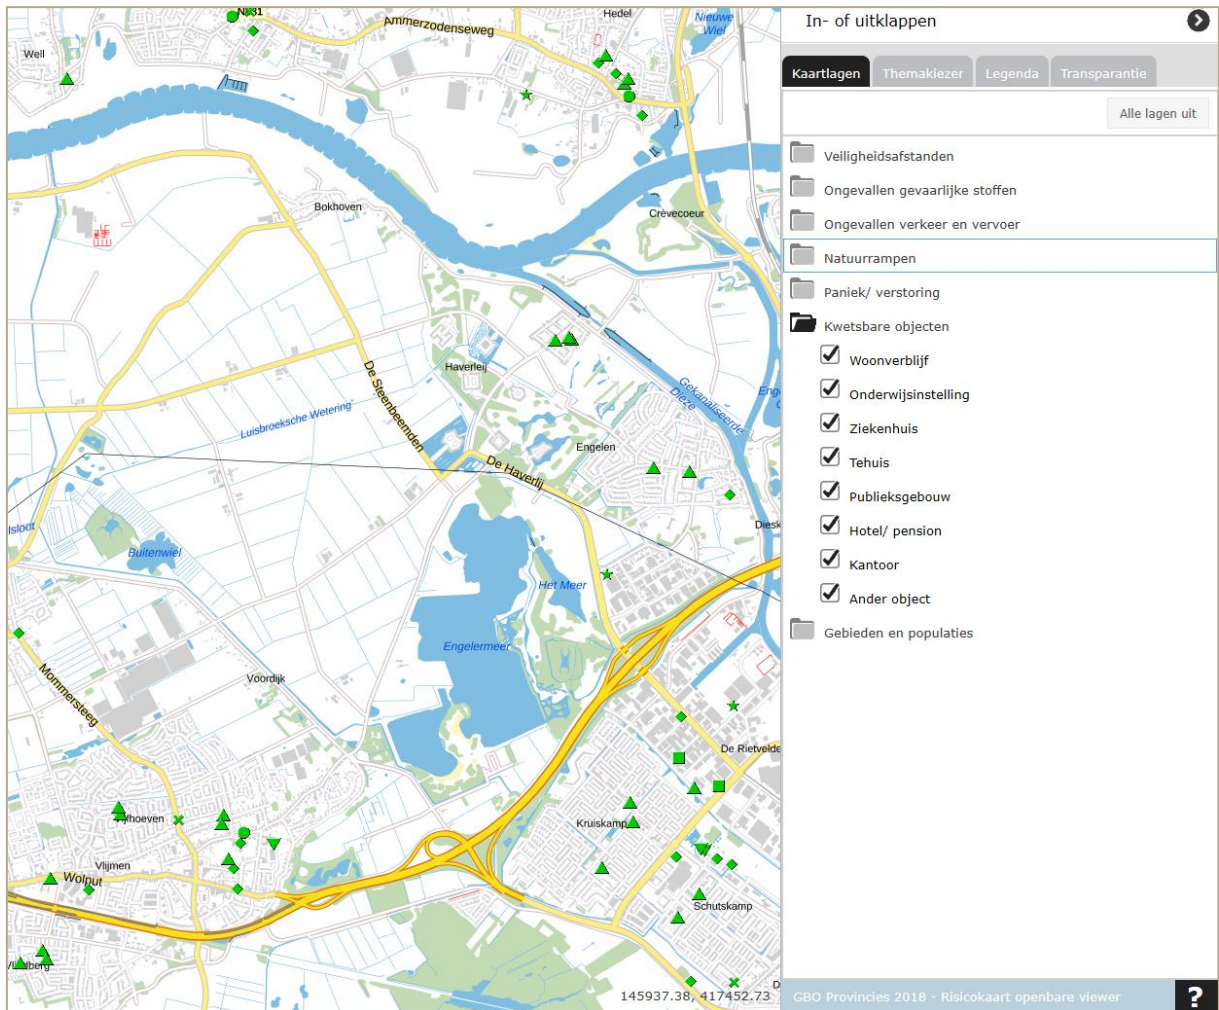 In- of uitklappen
Kaartlagen
Themakiezer
Legenda
Transparantie
Alle lagen uit
Veiligheidsafstanden
Ongevallen gevaarlijke stoffen
Ongevallen verkeer en vervoer
Natuurrampen
Paniek/ verstoring
Kwetsbare objecten
Woonverblijf
Onderwijsinstelling
Ziekenhuis
Tehuis
Publieksgebouw
Hotel/ pension
Kantoor
Ander object
Gebieden en populaties
GBO Provincies 2018 - Risicokaart openbare viewer
?
Ammerzodenseweg
Hedel
Nieuwe
Wiel
Well
Bokhoven
Crèvecoeur
Haverleij
De Steenbeemden
Gekanaliseerde
Dieze
Luisbroeksche Wetering
Engelen
De Haverlij
Buitenwiel
Het Meer
Engelermeer
Voordijk
Mommersteeg
De Rietvelde
Kruiskamp
Vlijmen
Wolput
Schutskamp
145937.38, 417452.73